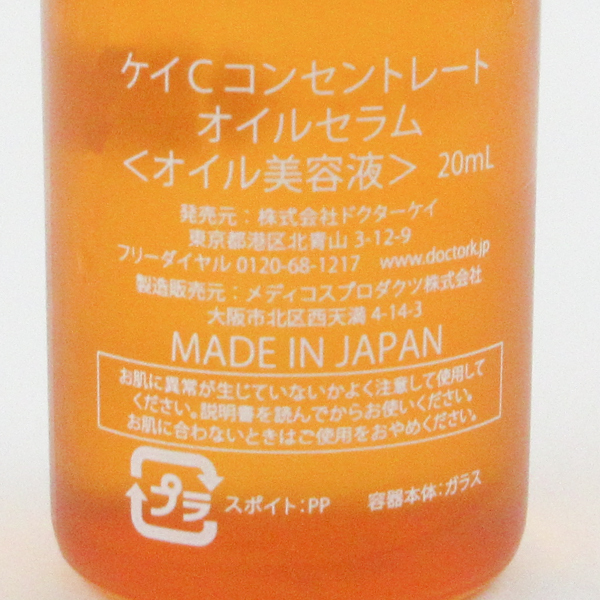 ケイCコンセントレート
オイルセラム
<オイル美容液> 20mL
発売元：株式会社ドクターケイ
東京都港区北青山 3-12-9
フリーダイヤル 0120-68-1217 www.doctork.jp
製造販売元：メディコスプロダクツ株式会社
大阪市北区西天満 4-14-3
MADE IN JAPAN
お肌に異常が生じていないかよく注意して使用して
ください。説明書を読んでからお使いください。
お肌に合わないときはご使用をおやめください。
プラ スポイト：PP 容器本体：ガラス